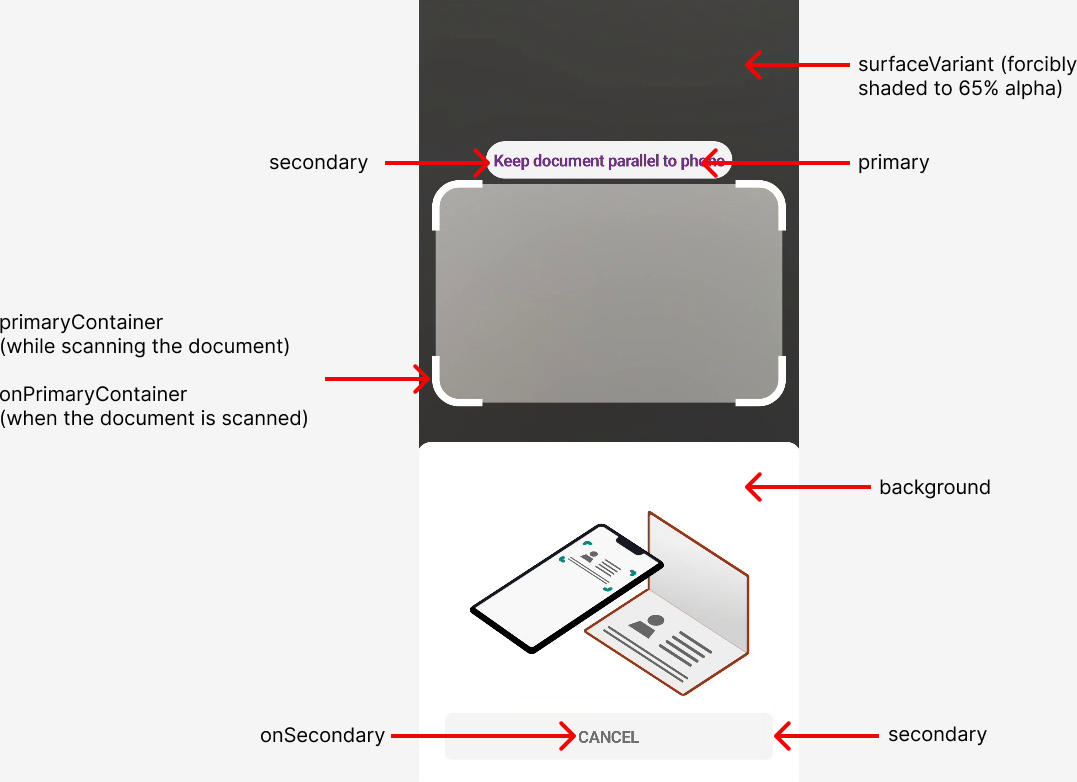 surfaceVariant (forcibly
shaded to 65% alpha)
secondary
Keep document parallel to phone
primary
primaryContainer
(while scanning the document)
onPrimaryContainer
(when the document is scanned)
background
onSecondary
CANCEL
secondary